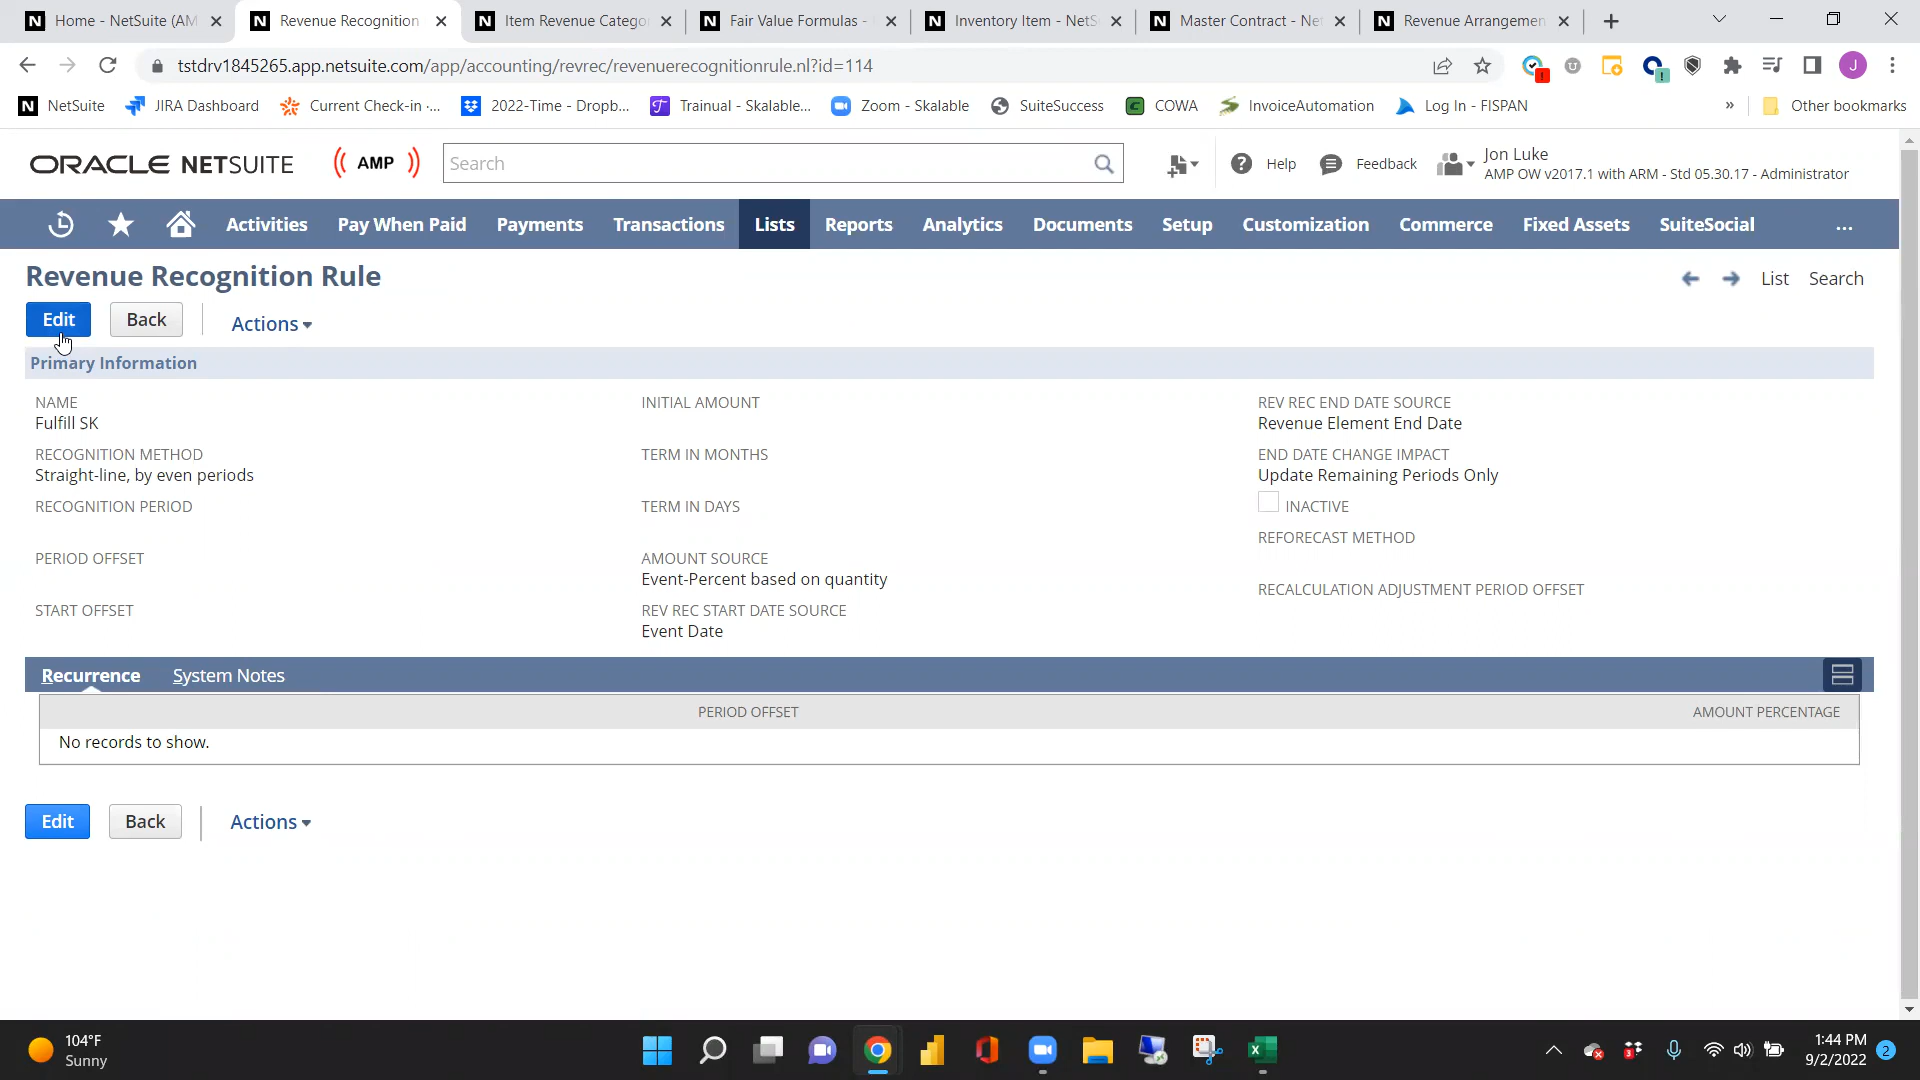 Home - NetSuite (AM
Revenue Recognition
Item Revenue Catego
Fair Value Formulas -
Inventory Item - NetS
Master Contract - Net
Revenue Arrangemen
tstdrv1845265.app.netsuite.com/app/accounting/revrec/revenuerecognitionrule.nl?id=114
J
NetSuite
JIRA Dashboard
Current Check-in -...
2022-Time - Dropb...
Trainual - Skalable...
Zoom - Skalable
SuiteSuccess
COWA
InvoiceAutomation
Log In - FISPAN
»
Other bookmarks
ORACLE NETSUITE
AMP
Search
Help
Feedback
Jon Luke
AMP OW v2017.1 with ARM - Std 05.30.17 - Administrator
Activities
Pay When Paid
Payments
Transactions
Lists
Reports
Analytics
Documents
Setup
Customization
Commerce
Fixed Assets
SuiteSocial
...
Revenue Recognition Rule
List
Search
Edit
Back
Actions
Primary Information
NAME
Fulfill SK
RECOGNITION METHOD
Straight-line, by even periods
RECOGNITION PERIOD
PERIOD OFFSET
START OFFSET
INITIAL AMOUNT
TERM IN MONTHS
TERM IN DAYS
AMOUNT SOURCE
Event-Percent based on quantity
REV REC START DATE SOURCE
Event Date
REV REC END DATE SOURCE
Revenue Element End Date
END DATE CHANGE IMPACT
Update Remaining Periods Only
INACTIVE
REFORECAST METHOD
RECALCULATION ADJUSTMENT PERIOD OFFSET
Recurrence
System Notes
PERIOD OFFSET
AMOUNT PERCENTAGE
No records to show.
Edit
Back
Actions
104°F
Sunny
1:44 PM
9/2/2022
2